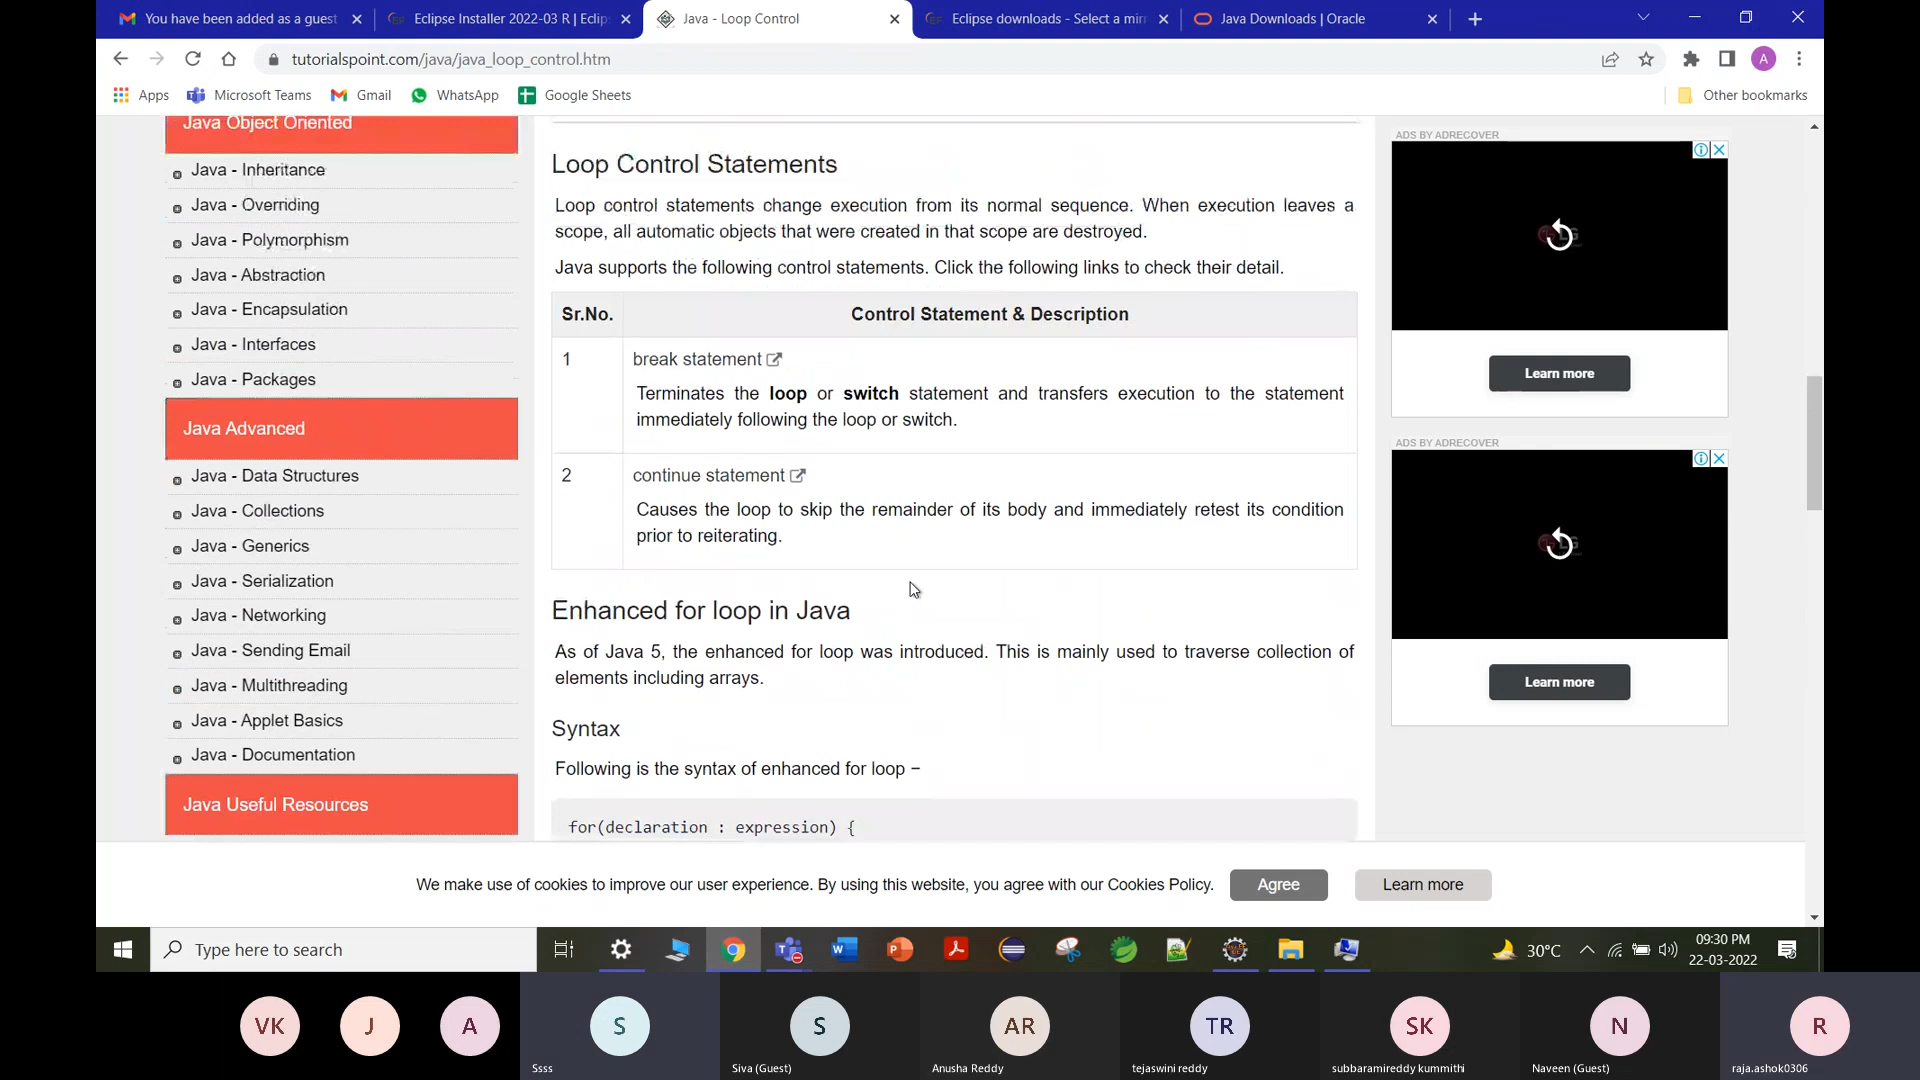 You have been added as a guest
Eclipse Installer 2022-03 R | Eclip
Java - Loop Control
Eclipse downloads - Select a mirr
Java Downloads | Oracle
tutorialspoint.com/java/java_loop_control.htm
A
Apps
Microsoft Teams
Gmail
WhatsApp
Google Sheets
Other bookmarks
Java Object Oriented
Java - Inheritance
Java - Overriding
Java - Polymorphism
Java - Abstraction
Java - Encapsulation
Java - Interfaces
Java - Packages
Java Advanced
Java - Data Structures
Java - Collections
Java - Generics
Java - Serialization
Java - Networking
Java - Sending Email
Java - Multithreading
Java - Applet Basics
Java - Documentation
Java Useful Resources
Loop Control Statements
Loop control statements change execution from its normal sequence. When execution leaves a
scope, all automatic objects that were created in that scope are destroyed.
Java supports the following control statements. Click the following links to check their detail.
Sr.No. Control Statement & Description
1 break statement
Terminates the loop or switch statement and transfers execution to the statement
immediately following the loop or switch.
2 continue statement
Causes the loop to skip the remainder of its body and immediately retest its condition
prior to reiterating.
Enhanced for loop in Java
As of Java 5, the enhanced for loop was introduced. This is mainly used to traverse collection of
elements including arrays.
Syntax
Following is the syntax of enhanced for loop −
for(declaration : expression) {
ADS BY ADRECOVER
LG
Learn more
ADS BY ADRECOVER
LG
Learn more
We make use of cookies to improve our user experience. By using this website, you agree with our Cookies Policy.
Agree
Learn more
Type here to search
30°C
09:30 PM
22-03-2022
VK
J
A
S
Ssss
S
Siva (Guest)
AR
Anusha Reddy
TR
tejaswini reddy
SK
subbaramireddy kummithi
N
Naveen (Guest)
R
raja.ashok0306